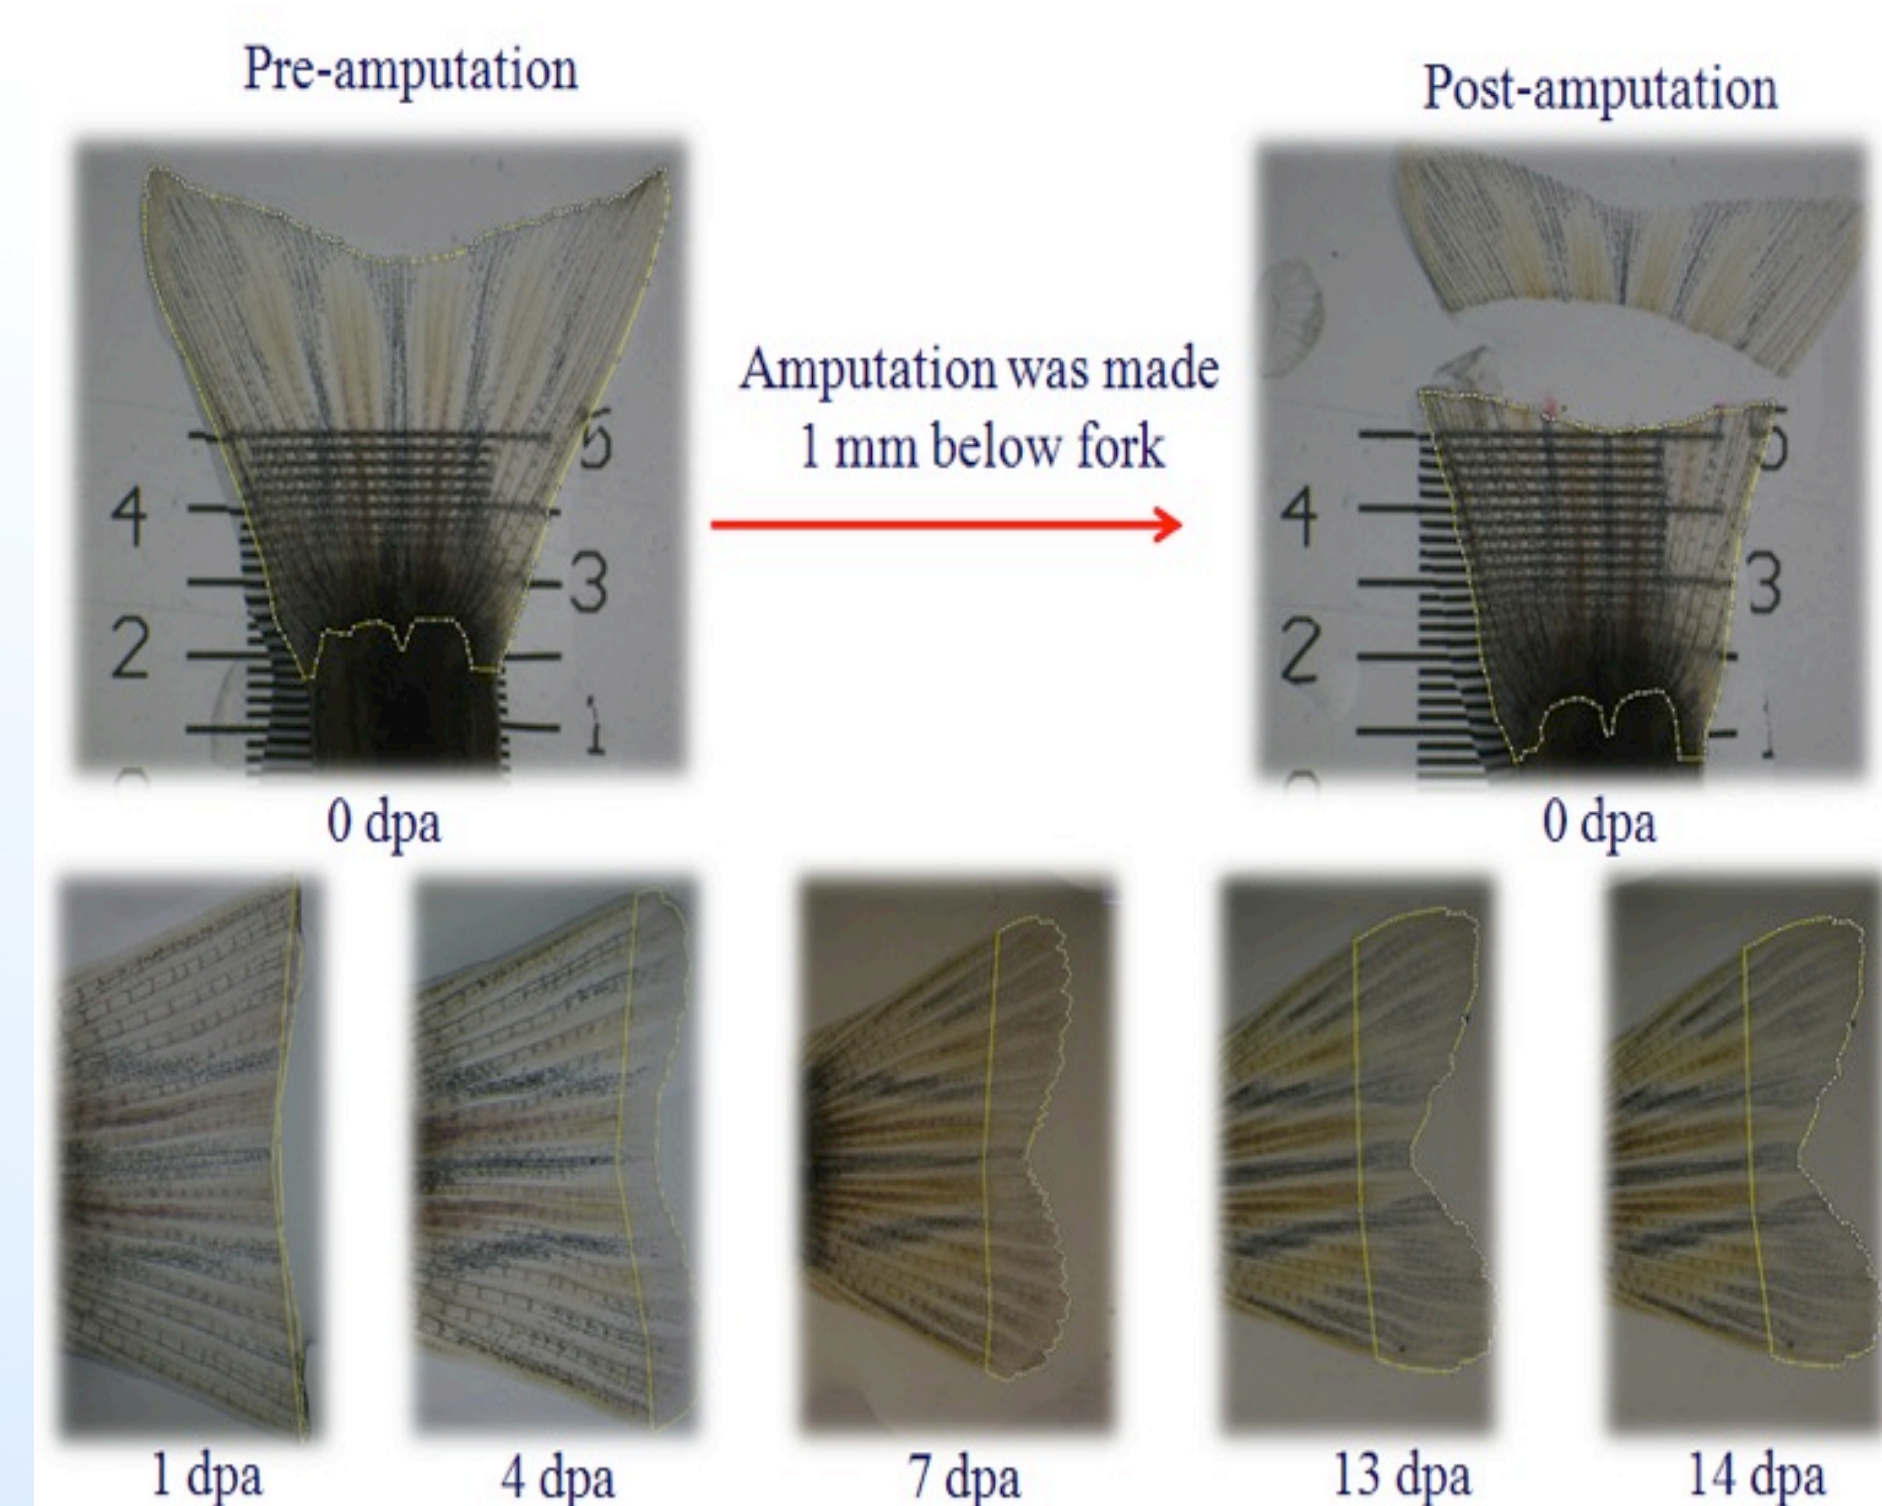 Pre-amputation
Post-amputation
Amputation was made
1 mm below fork
5
4
3
2
1
5
4
3
2
1
0 dpa
0 dpa
1 dpa
4 dpa
7 dpa
13 dpa
14 dpa